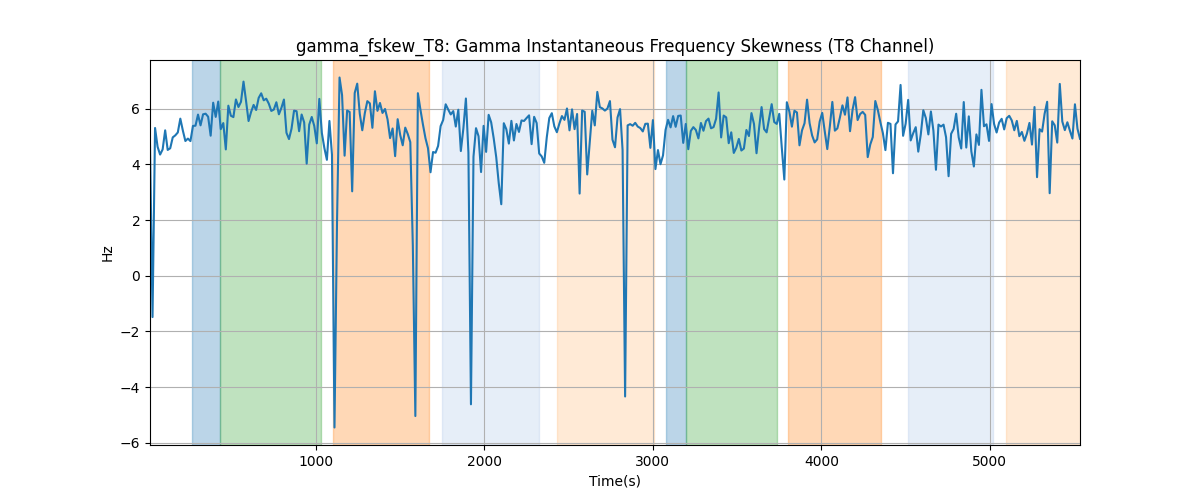 gamma_fskew_T8: Gamma Instantaneous Frequency Skewness (T8 Channel)
6
4
2
0
−2
−4
−6
Hz
1000 2000 3000 4000 5000
Time(s)